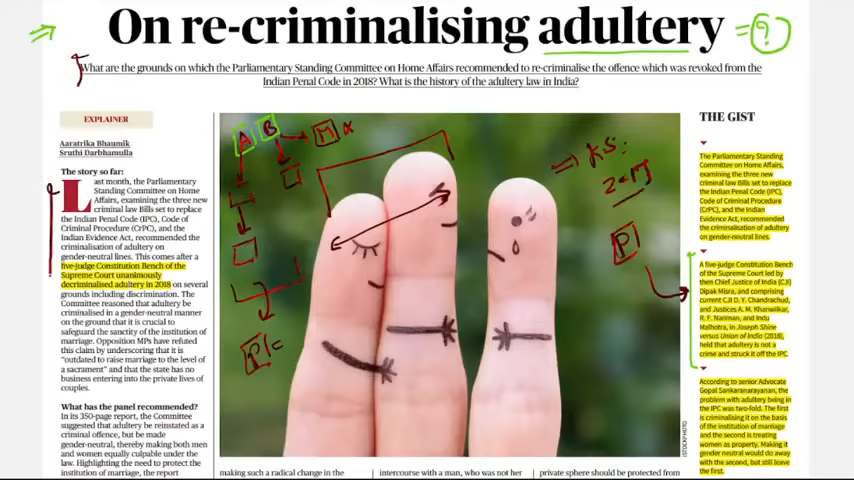 On re-criminalising adultery
= ?
What are the grounds on which the Parliamentary Standing Committee on Home Affairs recommended to re-criminalise the offence which was revoked from the
Indian Penal Code in 2018? What is the history of the adultery law in India?
EXPLAINER
Aaratrika Bhaumik
Sruthi Darbhamulla
The story so far:
Last month, the Parliamentary
Standing Committee on Home
Affairs, examining the three new
criminal law Bills set to replace
the Indian Penal Code (IPC), Code of
Criminal Procedure (CrPC), and the
Indian Evidence Act, recommended the
criminalisation of adultery on
gender-neutral lines. This comes after a
five-judge Constitution Bench of the
Supreme Court unanimously
decriminalised adultery in 2018 on several
grounds including discrimination. The
Committee reasoned that adultery be
criminalised in a gender-neutral manner
on the ground that it is crucial to
safeguard the sanctity of the institution of
marriage. Opposition MPs have refuted
this claim by underscoring that it is
"outdated to raise marriage to the level of
a sacrament" and that the state has no
business entering into the private lives of
couples.
What has the panel recommended?
In its 350-page report, the Committee
suggested that adultery be reinstated as a
criminal offence, but be made
gender-neutral, thereby making both men
and women equally culpable under the
law. Highlighting the need to protect the
institution of marriage, the report
A B M x
P =
P
ISTOCKPHOTO
making such a radical change in the
intercourse with a man, who was not her
private sphere should be protected from
THE GIST
The Parliamentary Standing
Committee on Home Affairs,
examining the three new
criminal law Bills set to replace
the Indian Penal Code (IPC),
Code of Criminal Procedure
(CrPC), and the Indian
Evidence Act, recommended
the criminalisation of adultery
on gender-neutral lines.
A five-judge Constitution Bench
of the Supreme Court led by
then Chief Justice of India (CJI)
Dipak Misra, and comprising
current CJI D. Y. Chandrachud,
and Justices A. M. Khanwilkar,
R. F. Nariman, and Indu
Malhotra, in Joseph Shine
versus Union of India (2018),
held that adultery is not a
crime and struck it off the IPC.
According to senior Advocate
Gopal Sankaranarayanan, the
problem with adultery being in
the IPC was two-fold. The first
is criminalising it on the basis
of the institution of marriage
and the second is treating
women as property. Making it
gender neutral would do away
with the second, but still leave
the first.